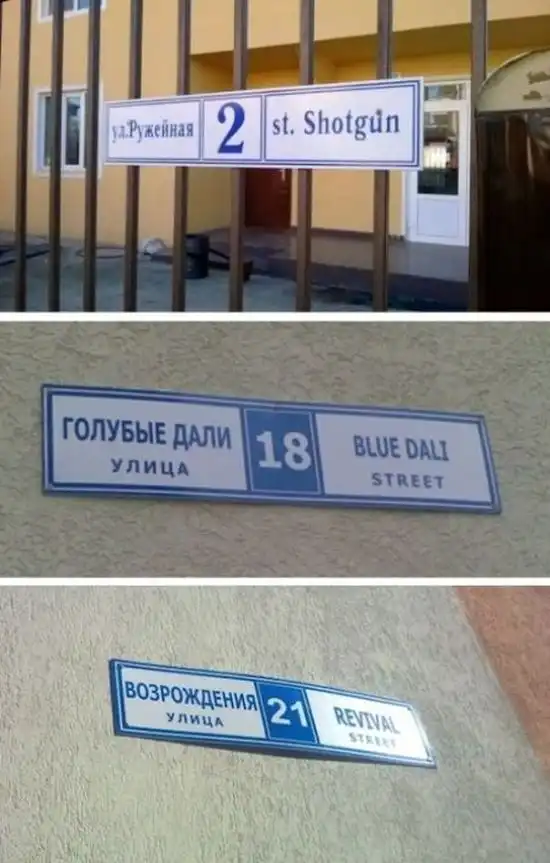 ул.Ружейная 2 st. Shotgun
ГОЛУБЫЕ ДАЛИ
УЛИЦА
18
BLUE DALI
STREET
ВОЗРОЖДЕНИЯ
УЛИЦА
21
REVIVAL
STREET